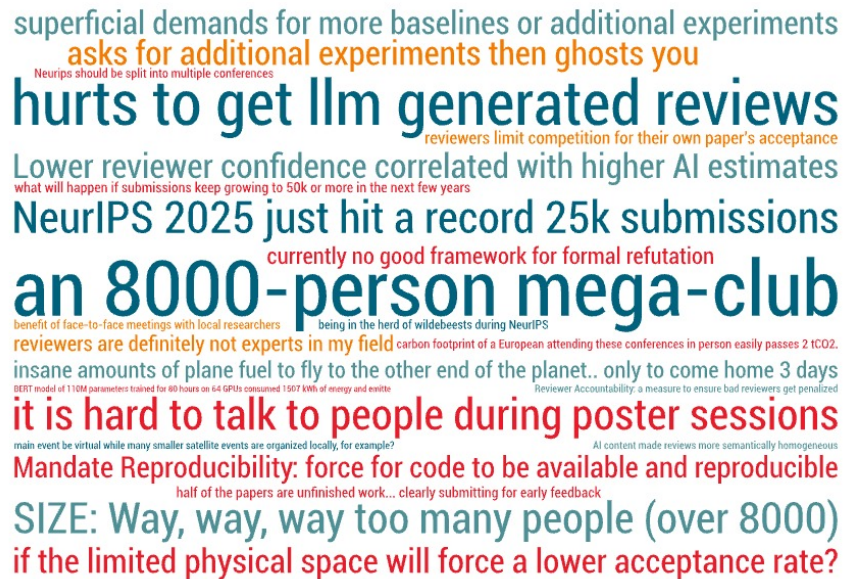 superficial demands for more baselines or additional experiments
asks for additional experiments then ghosts you
Neurips should be split into multiple conferences
hurts to get llm generated reviews
reviewers limit competition for their own paper's acceptance
Lower reviewer confidence correlated with higher AI estimates
what will happen if submissions keep growing to 50k or more in the next few years
NeurIPS 2025 just hit a record 25k submissions
currently no good framework for formal refutation
an 8000-person mega-club
benefit of face-to-face meetings with local researchers
being in the herd of wildebeests during NeurIPS
reviewers are definitely not experts in my field
carbon footprint of a European attending these conferences in person easily passes 2 tCO2.
insane amounts of plane fuel to fly to the other end of the planet.. only to come home 3 days
BERT model of 110M parameters trained for 80 hours on 64 GPUs consumed 1507 kWh of energy and emitte
Reviewer Accountability: a measure to ensure bad reviewers get penalized
it is hard to talk to people during poster sessions
main event be virtual while many smaller satellite events are organized locally, for example?
AI content made reviews more semantically homogeneous
Mandate Reproducibility: force for code to be available and reproducible
half of the papers are unfinished work... clearly submitting for early feedback
SIZE: Way, way, way too many people (over 8000)
if the limited physical space will force a lower acceptance rate?